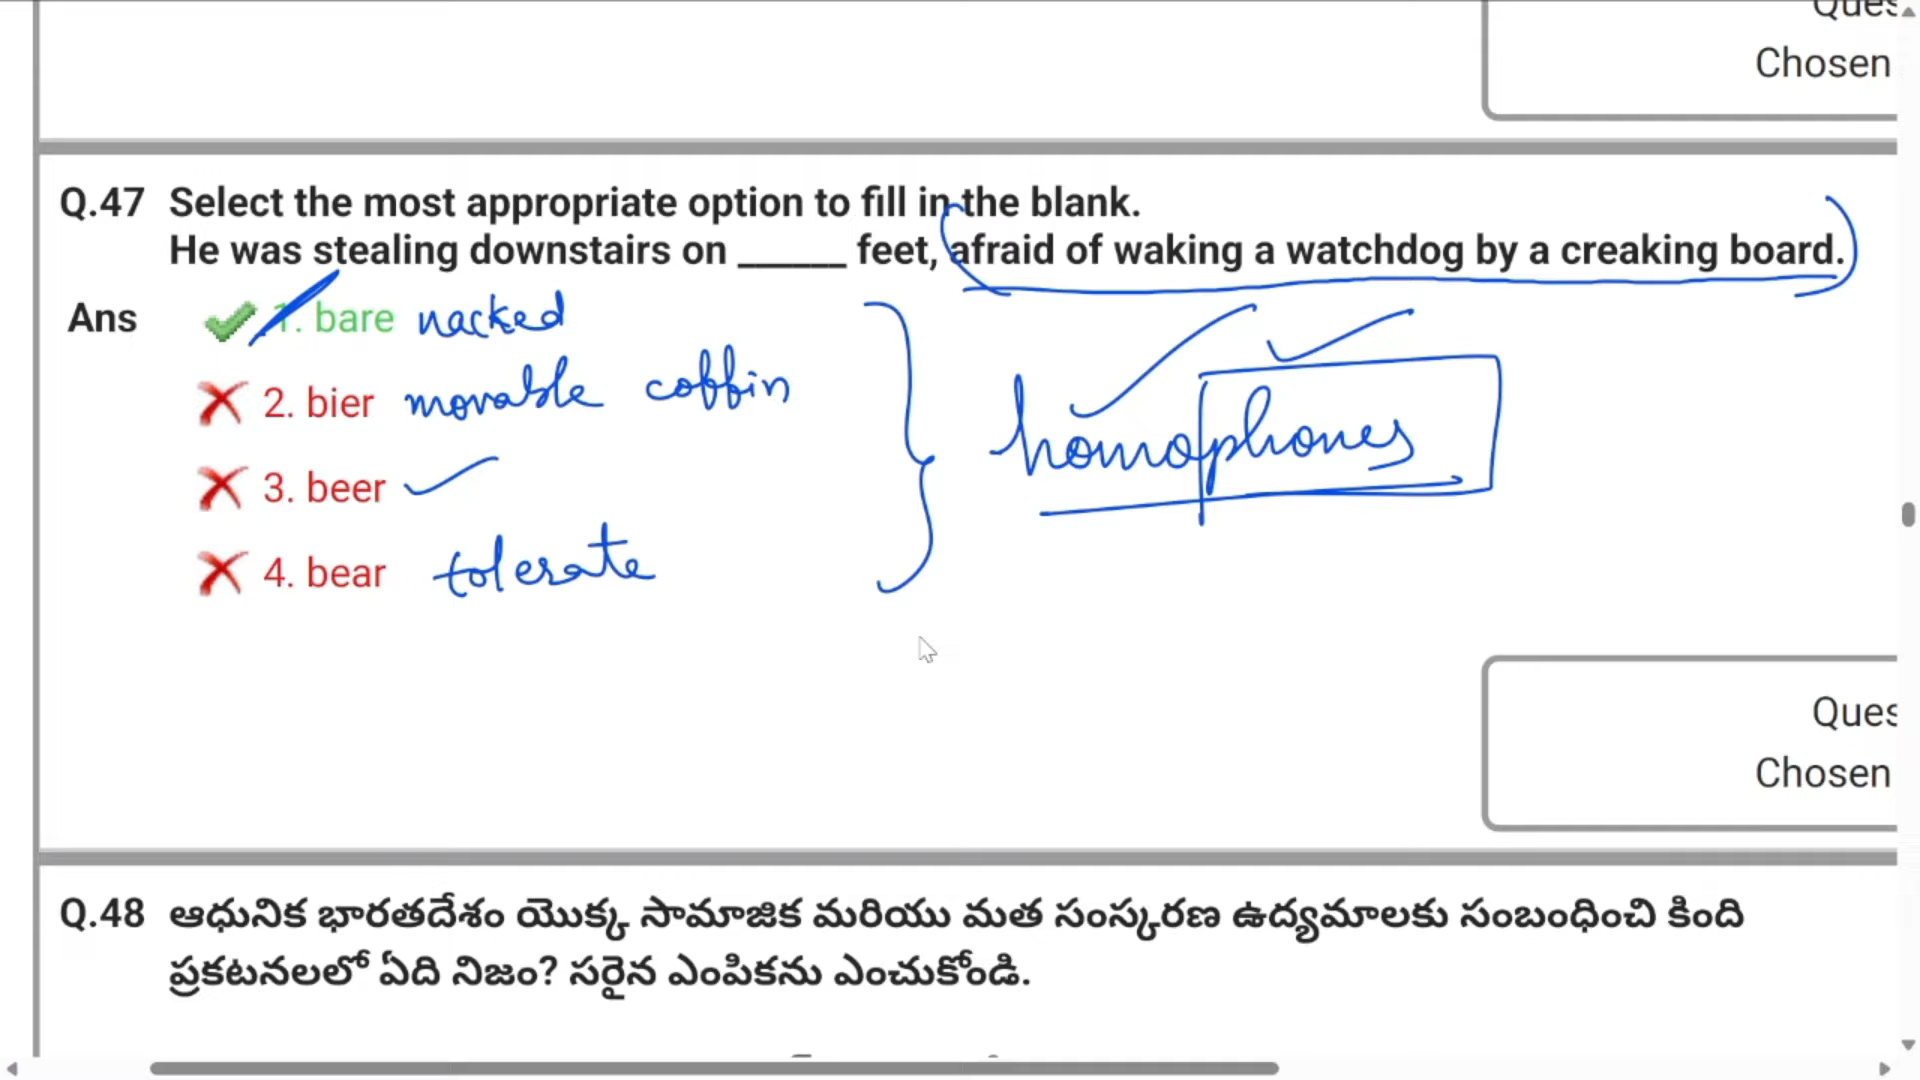 Ques
Chosen
Q.47 Select the most appropriate option to fill in the blank.
He was stealing downstairs on ______ feet, afraid of waking a watchdog by a creaking board.
Ans 1. bare nacked
2. bier movable coffin
3. beer
4. bear tolerate
homophones
Ques
Chosen
Q.48 ఆధునిక భారతదేశం యొక్క సామాజిక మరియు మత సంస్కరణ ఉద్యమాలకు సంబంధించి కింది
ప్రకటనలలో ఏది నిజం? సరైన ఎంపికను ఎంచుకోండి.